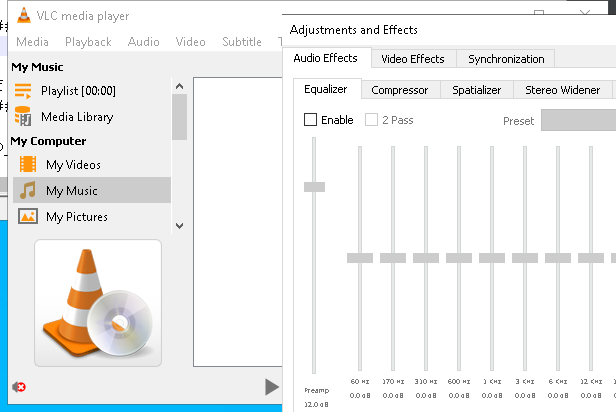 VLC media player
Media Playback Audio Video Subtitle
My Music
Playlist [00:00]
Media Library
My Computer
My Videos
My Music
My Pictures
Adjustments and Effects
Audio Effects Video Effects Synchronization
Equalizer Compressor Spatializer Stereo Widener
Enable 2 Pass Preset
60 Hz 170 Hz 310 Hz 600 Hz 1 KHz 3 KHz 6 KHz 12 KHz
Preamp 0.0 dB 0.0 dB 0.0 dB 0.0 dB 0.0 dB 0.0 dB 0.0 dB 0.0 dB
12.0 dB